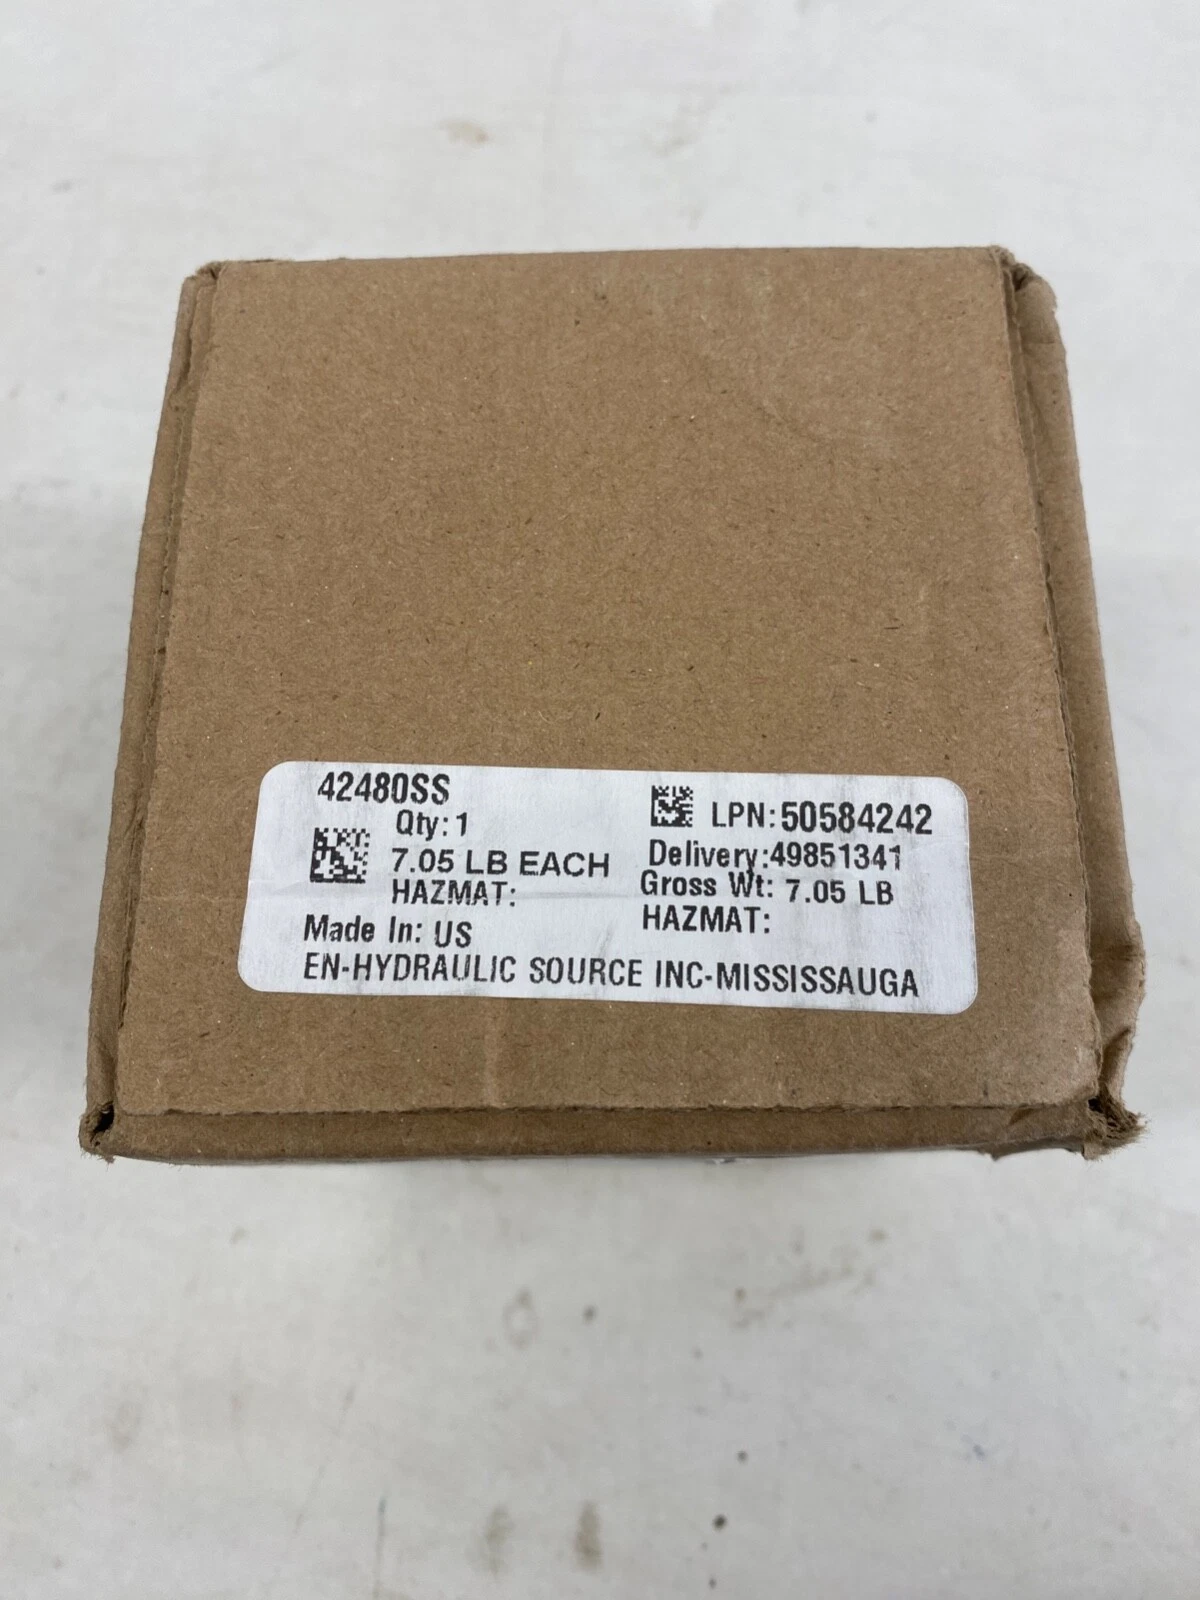 42480SS
Qty: 1
7.05 LB EACH
HAZMAT:
LPN:50584242
Delivery:49851341
Gross Wt: 7.05 LB
HAZMAT:
Made In: US
EN-HYDRAULIC SOURCE INC-MISSISSAUGA